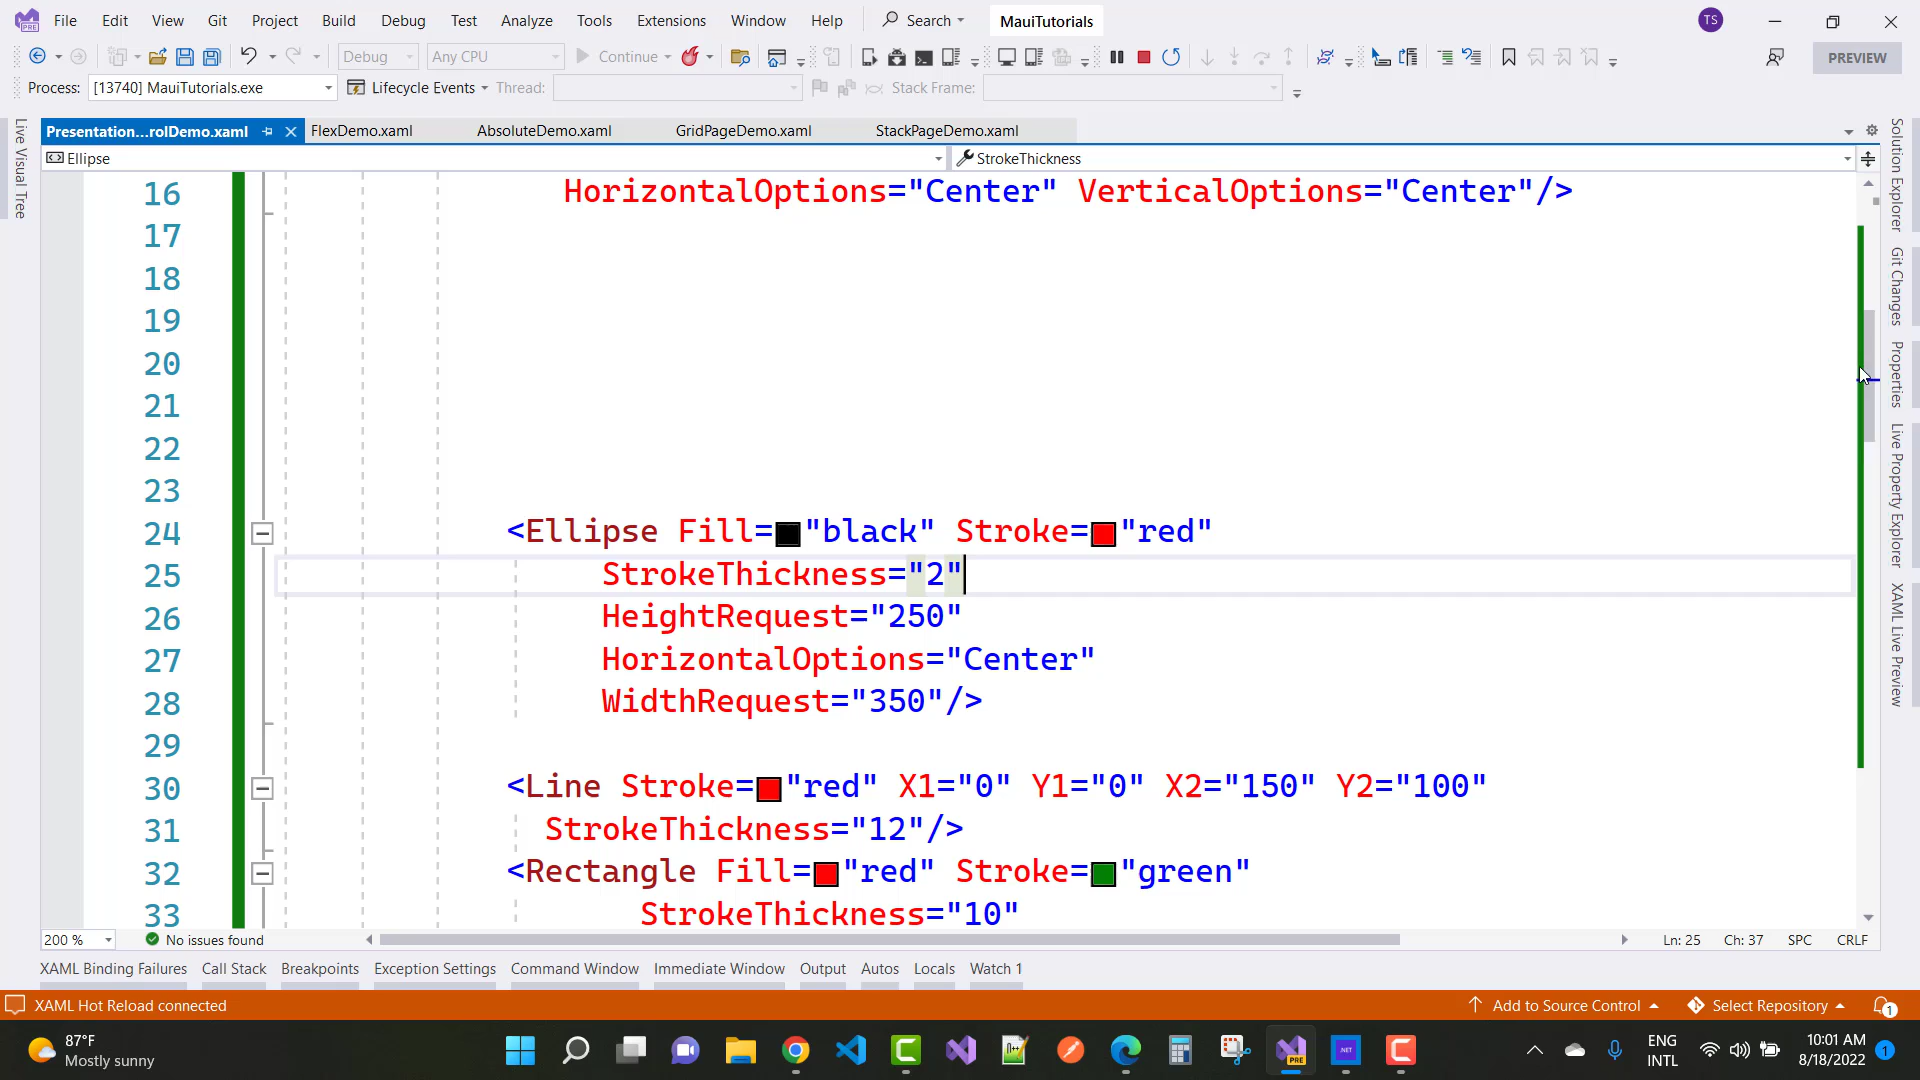 File Edit View Git Project Build Debug Test Analyze Tools Extensions Window Help Search MauiTutorials TS
Debug Any CPU Continue PREVIEW
Process: [13740] MauiTutorials.exe Lifecycle Events Thread: Stack Frame:
Presentation...rolDemo.xaml FlexDemo.xaml AbsoluteDemo.xaml GridPageDemo.xaml StackPageDemo.xaml
Ellipse StrokeThickness
Live Visual Tree
16 HorizontalOptions="Center" VerticalOptions="Center"/>
17
18
19
20
21
22
23
24 <Ellipse Fill="black" Stroke="red"
25 StrokeThickness="2"
26 HeightRequest="250"
27 HorizontalOptions="Center"
28 WidthRequest="350"/>
29
30 <Line Stroke="red" X1="0" Y1="0" X2="150" Y2="100"
31 StrokeThickness="12"/>
32 <Rectangle Fill="red" Stroke="green"
33 StrokeThickness="10"
Solution Explorer
Git Changes
Properties
Live Property Explorer
XAML Live Preview
200 % No issues found Ln: 25 Ch: 37 SPC CRLF
XAML Binding Failures Call Stack Breakpoints Exception Settings Command Window Immediate Window Output Autos Locals Watch 1
XAML Hot Reload connected Add to Source Control Select Repository 1
87°F
Mostly sunny
PRE
.NET
ENG
INTL
10:01 AM
8/18/2022
1